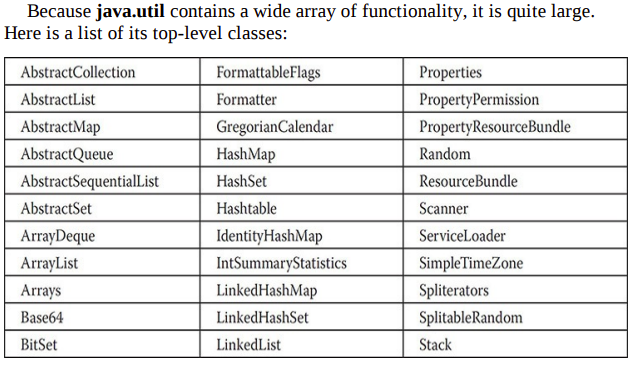 Because java.util contains a wide array of functionality, it is quite large.
Here is a list of its top-level classes:
AbstractCollection FormattableFlags Properties
AbstractList Formatter PropertyPermission
AbstractMap GregorianCalendar PropertyResourceBundle
AbstractQueue HashMap Random
AbstractSequentialList HashSet ResourceBundle
AbstractSet Hashtable Scanner
ArrayDeque IdentityHashMap ServiceLoader
ArrayList IntSummaryStatistics SimpleTimeZone
Arrays LinkedHashMap Spliterators
Base64 LinkedHashSet SplitableRandom
BitSet LinkedList Stack